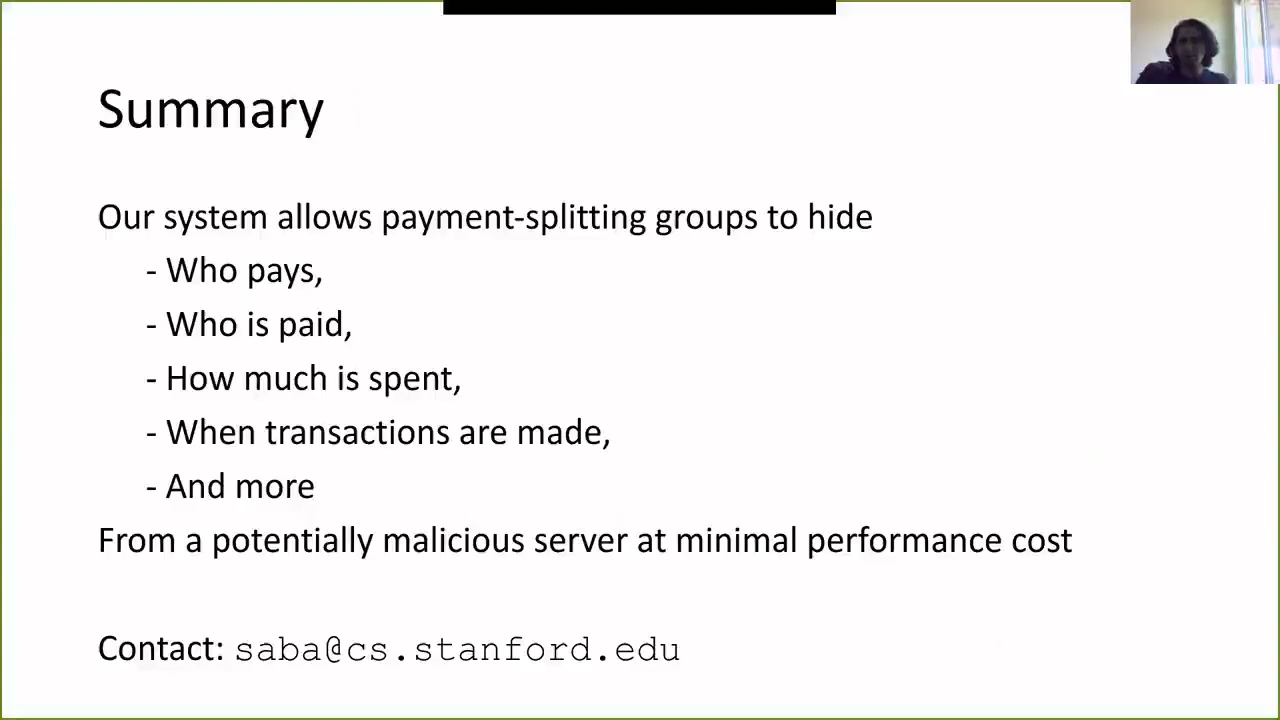 Summary
Our system allows payment-splitting groups to hide
- Who pays,
- Who is paid,
- How much is spent,
- When transactions are made,
- And more
From a potentially malicious server at minimal performance cost
Contact: saba@cs.stanford.edu